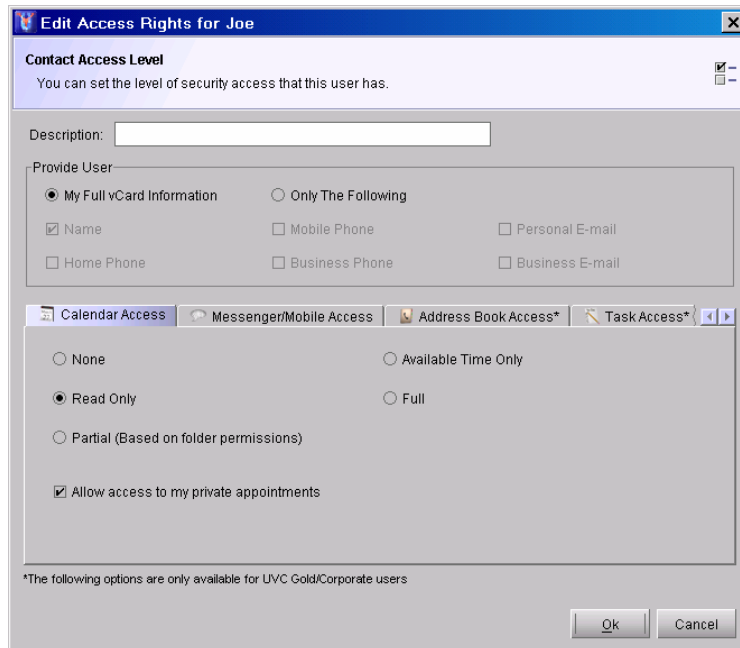 Edit Access Rights for Joe
Contact Access Level
You can set the level of security access that this user has.
Description:
Provide User
My Full vCard Information Only The Following
Name Mobile Phone Personal E-mail
Home Phone Business Phone Business E-mail
Calendar Access Messenger/Mobile Access Address Book Access* Task Access*
None Available Time Only
Read Only Full
Partial (Based on folder permissions)
Allow access to my private appointments
*The following options are only available for UVC Gold/Corporate users
Ok Cancel